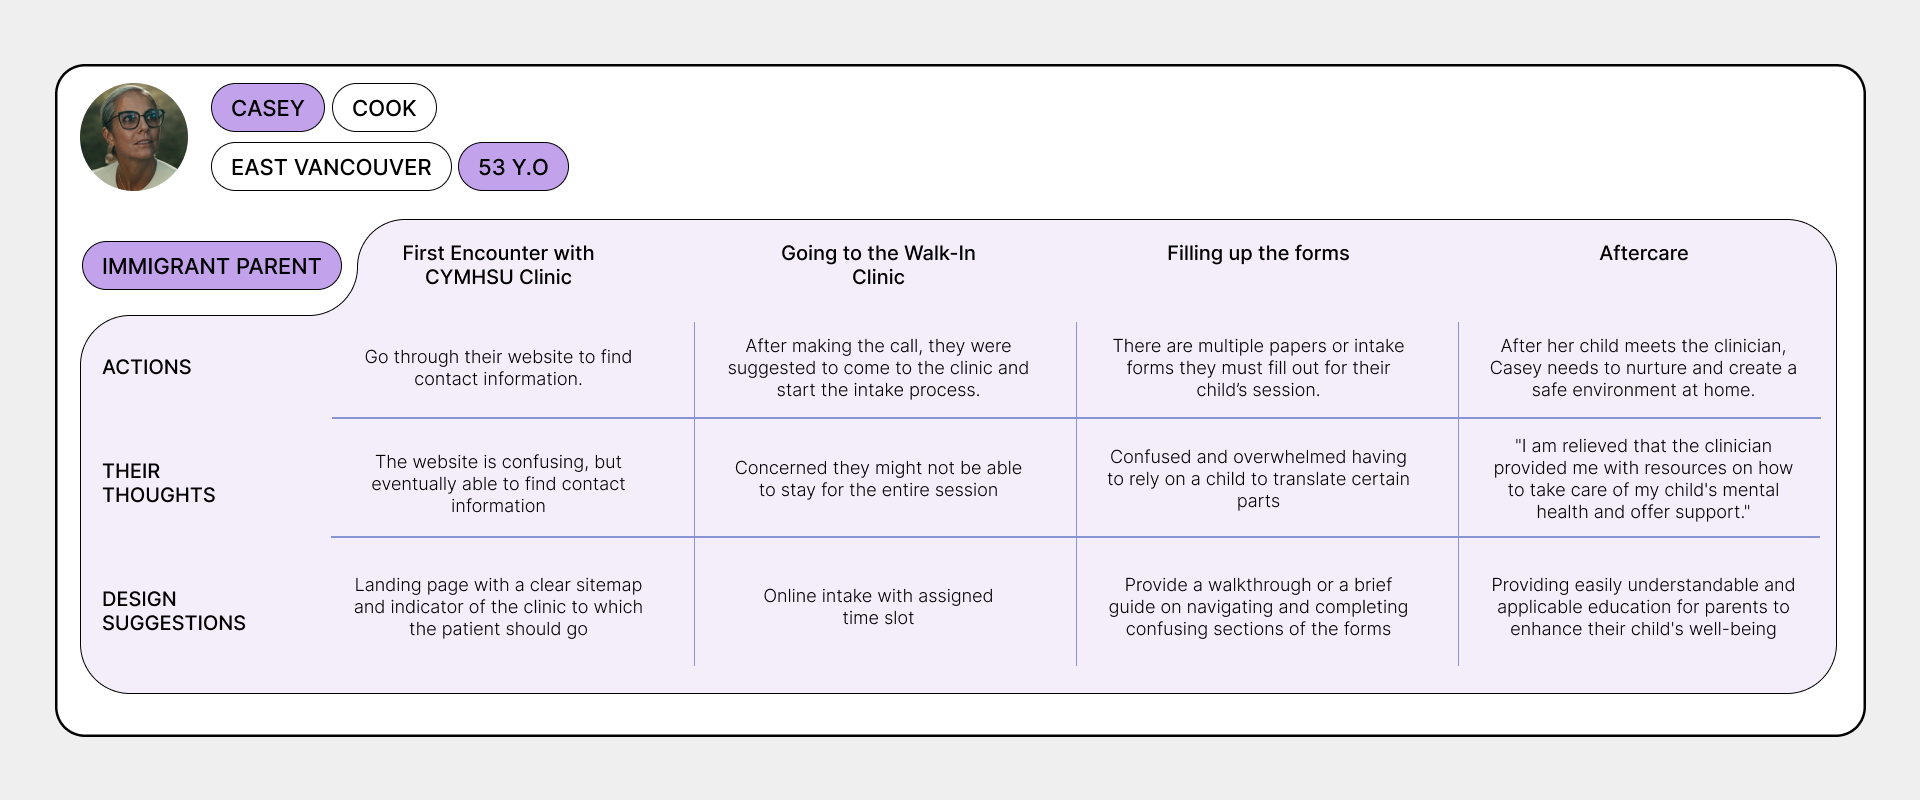 CASEY COOK
EAST VANCOUVER 53 Y.O
IMMIGRANT PARENT
First Encounter with
CYMHSU Clinic
Going to the Walk-In
Clinic
Filling up the forms
Aftercare
ACTIONS
Go through their website to find
contact information.
After making the call, they were
suggested to come to the clinic and
start the intake process.
There are multiple papers or intake
forms they must fill out for their
child’s session.
After her child meets the clinician,
Casey needs to nurture and create a
safe environment at home.
THEIR
THOUGHTS
The website is confusing, but
eventually able to find contact
information
Concerned they might not be able
to stay for the entire session
Confused and overwhelmed having
to rely on a child to translate certain
parts
"I am relieved that the clinician
provided me with resources on how
to take care of my child's mental
health and offer support."
DESIGN
SUGGESTIONS
Landing page with a clear sitemap
and indicator of the clinic to which
the patient should go
Online intake with assigned
time slot
Provide a walkthrough or a brief
guide on navigating and completing
confusing sections of the forms
Providing easily understandable and
applicable education for parents to
enhance their child's well-being